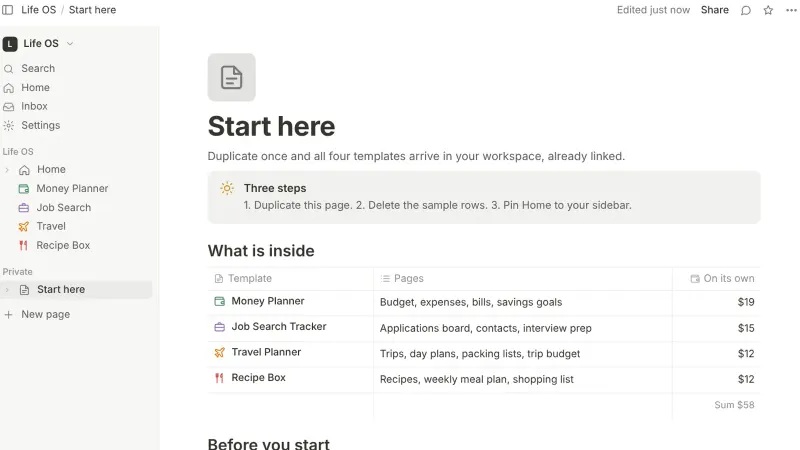 Life OS / Start here
Edited just now
Share
L Life OS
Search
Home
Inbox
Settings
Life OS
Home
Money Planner
Job Search
Travel
Recipe Box
Private
Start here
New page
Start here
Duplicate once and all four templates arrive in your workspace, already linked.
Three steps
1. Duplicate this page. 2. Delete the sample rows. 3. Pin Home to your sidebar.
What is inside
Template Pages On its own
Money Planner Budget, expenses, bills, savings goals $19
Job Search Tracker Applications board, contacts, interview prep $15
Travel Planner Trips, day plans, packing lists, trip budget $12
Recipe Box Recipes, weekly meal plan, shopping list $12
Sum $58
Before you start